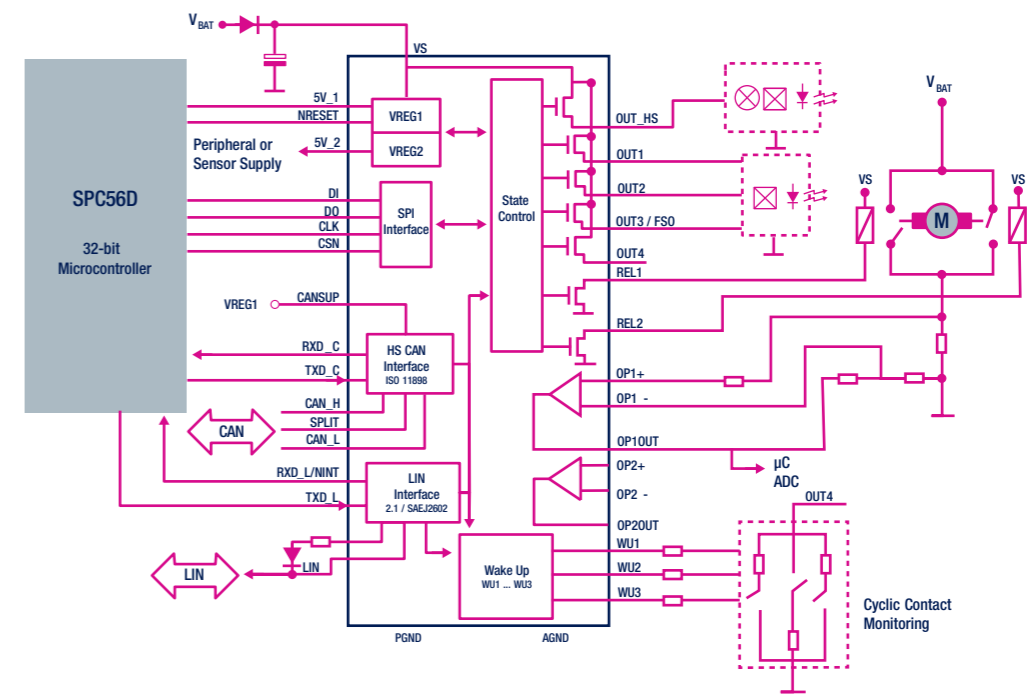 V BAT
VS
5V_1
NRESET
VREG1
5V_2
VREG2
Peripheral or
Sensor Supply
SPC56D
32-bit
Microcontroller
DI
DO
CLK
CSN
SPI
Interface
State
Control
OUT_HS
OUT1
OUT2
OUT3 / FSO
OUT4
REL1
REL2
V BAT
VS
M
VS
VREG1
CANSUP
RXD_C
TXD_C
HS CAN
Interface
ISO 11898
CAN_H
SPLIT
CAN_L
CAN
OP1+
OP1 -
OP1OUT
µC
ADC
OP2+
OP2 -
OP2OUT
RXD_L/NINT
TXD_L
LIN
Interface
2.1 / SAEJ2602
LIN
LIN
Wake Up
WU1 ... WU3
WU1
WU2
WU3
OUT4
Cyclic Contact
Monitoring
PGND
AGND